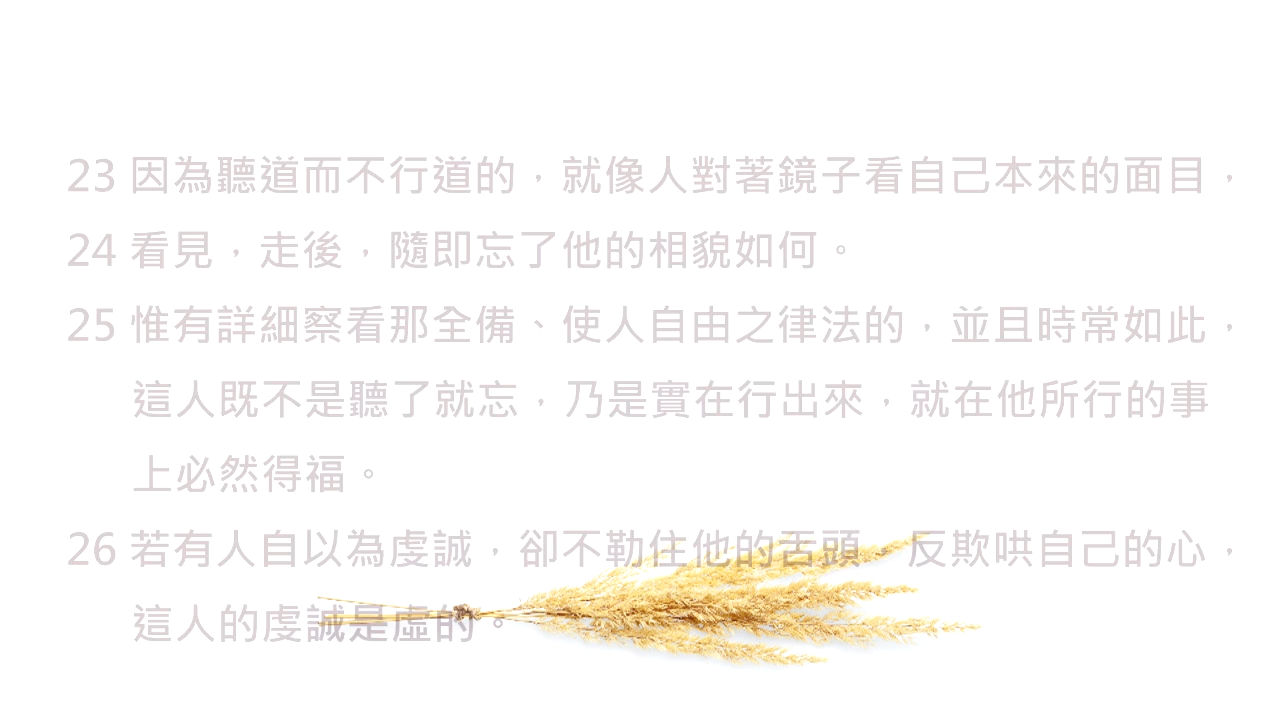 23 因為聽道而不行道的，就像人對著鏡子看自己本來的面目，
24 看見，走後，隨即忘了他的相貌如何。
25 惟有詳細察看那全備、使人自由之律法的，並且時常如此，
這人既不是聽了就忘，乃是實在行出來，就在他所行的事
上必然得福。
26 若有人自以為虔誠，卻不勒住他的舌頭，反欺哄自己的心，
這人的虔誠是虛的。